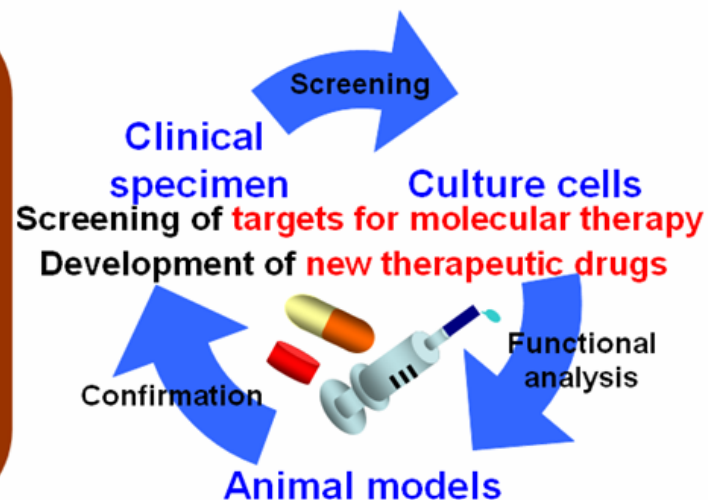 Screening
Clinical
specimen
Culture cells
Screening of targets for molecular therapy
Development of new therapeutic drugs
Functional
analysis
Confirmation
Animal models